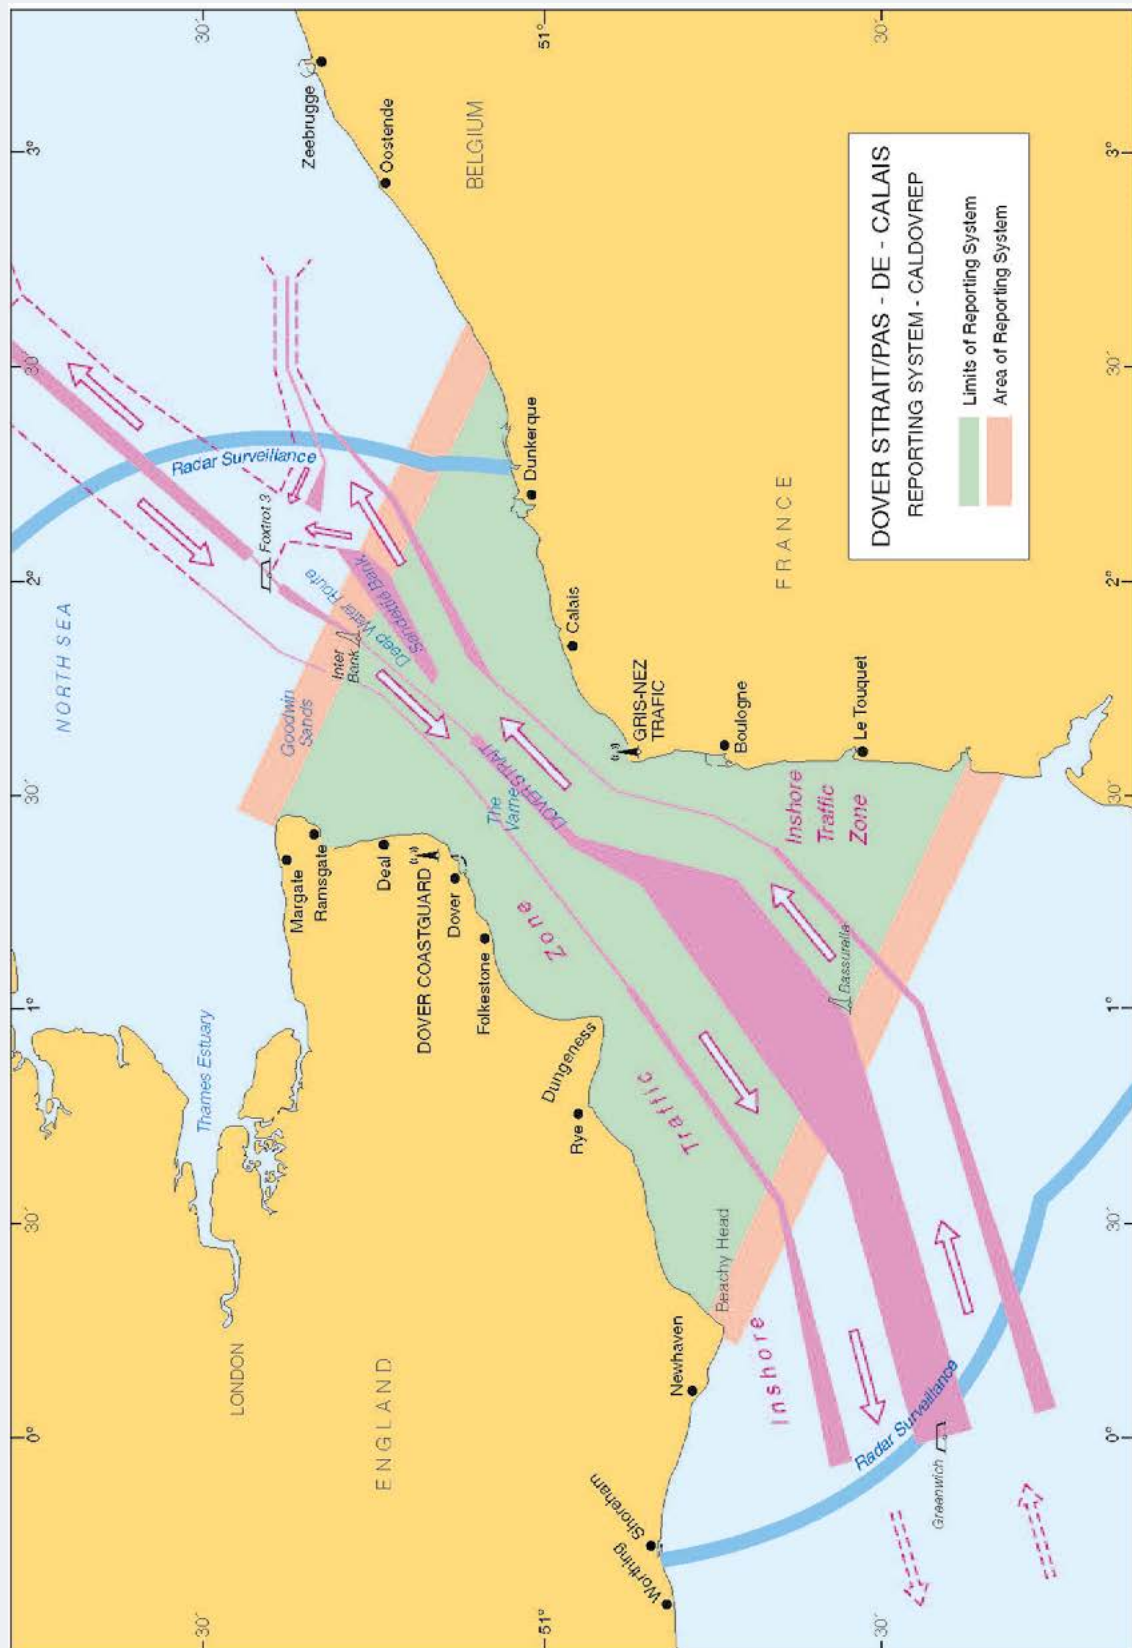 30´
0°
30´
1°
30´
2°
30´
3°
30´
LONDON
Thames Estuary
NORTH SEA
Foxtrot 3
Radar Surveillance
Zeebrugge
Oostende
BELGIUM
Margate
Ramsgate
Deal
DOVER COASTGUARD
Dover
Folkestone
Goodwin
Sands
Inter
Bank
Deep Water Route
Sandettié Bank
ENGLAND
51°
Dungeness
Rye
Zone
The
Varne
DOVER STRAIT
Dunkerque
51°
Calais
GRIS-NEZ
TRAFIC
Worthing
Shoreham
Newhaven
Beachy Head
Inshore
Traffic
Boulogne
Le Touquet
FRANCE
Inshore
Traffic
Zone
Bassurelle
Radar Surveillance
Greenwich
30´
30´
0°
30´
1°
30´
2°
30´
3°
DOVER STRAIT/PAS - DE - CALAIS
REPORTING SYSTEM - CALDOVREP
Limits of Reporting System
Area of Reporting System